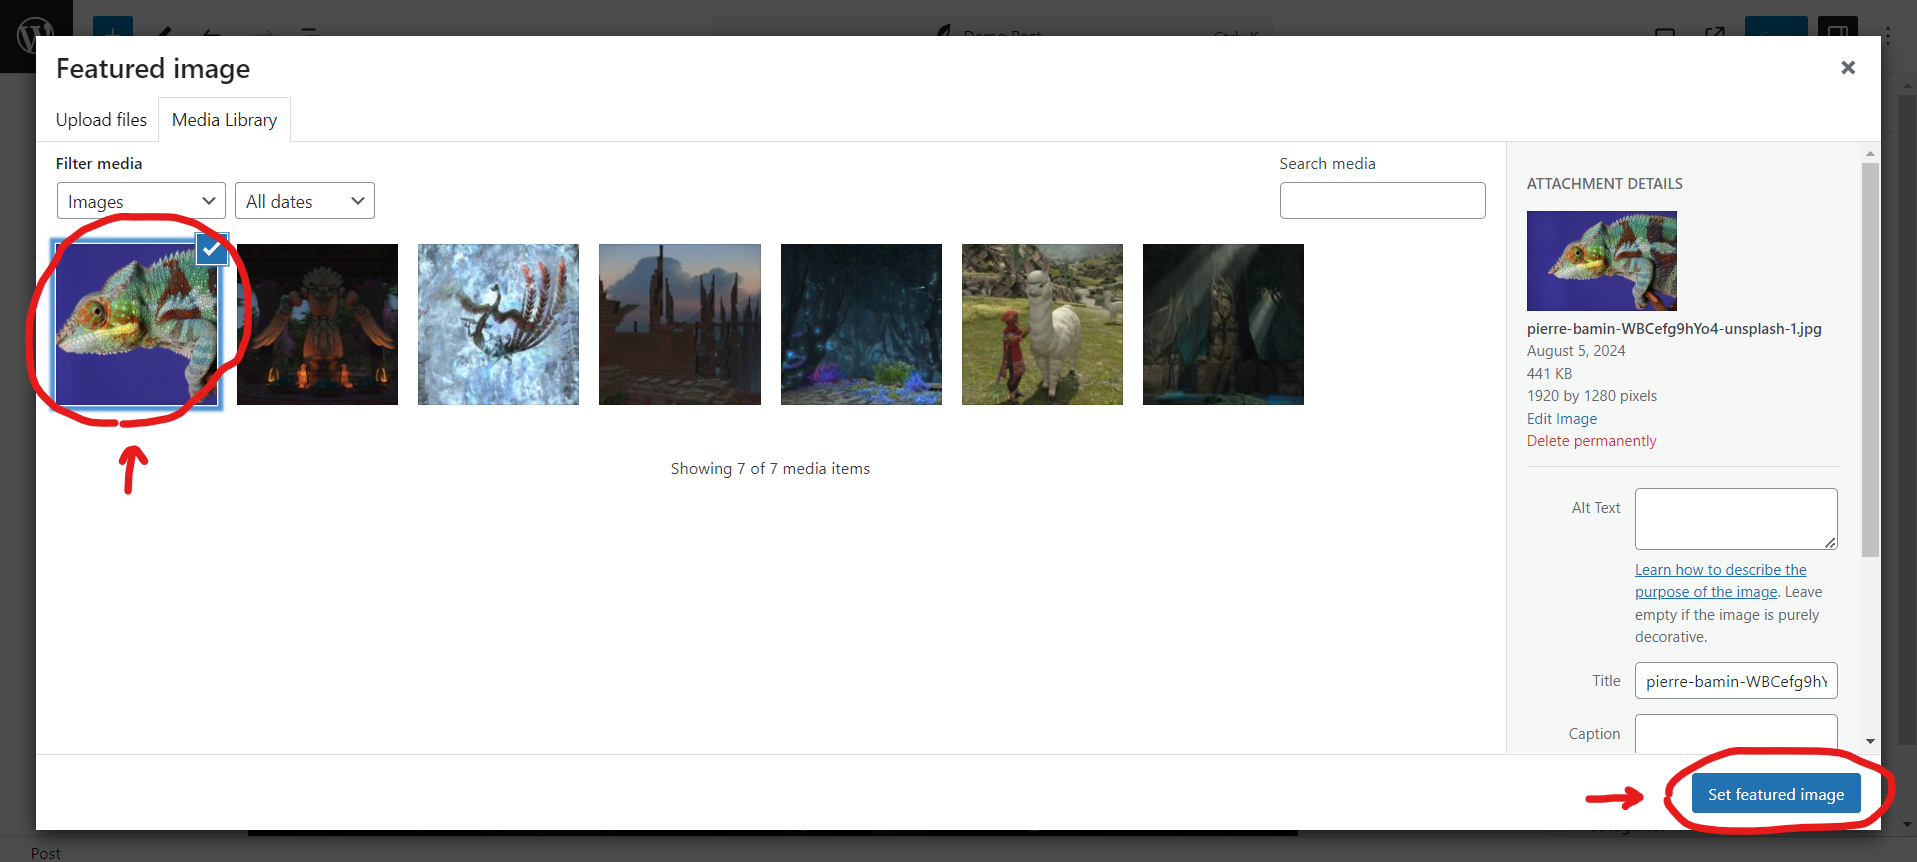 Demo Post
Ctrl+K
Featured image
Upload files
Media Library
Filter media
Images
All dates
Search media
Showing 7 of 7 media items
ATTACHMENT DETAILS
pierre-bamin-WBCefg9hYo4-unsplash-1.jpg
August 5, 2024
441 KB
1920 by 1280 pixels
Edit Image
Delete permanently
Alt Text
Learn how to describe the
purpose of the image. Leave
empty if the image is purely
decorative.
Title
pierre-bamin-WBCefg9hY
Caption
Set featured image
Post